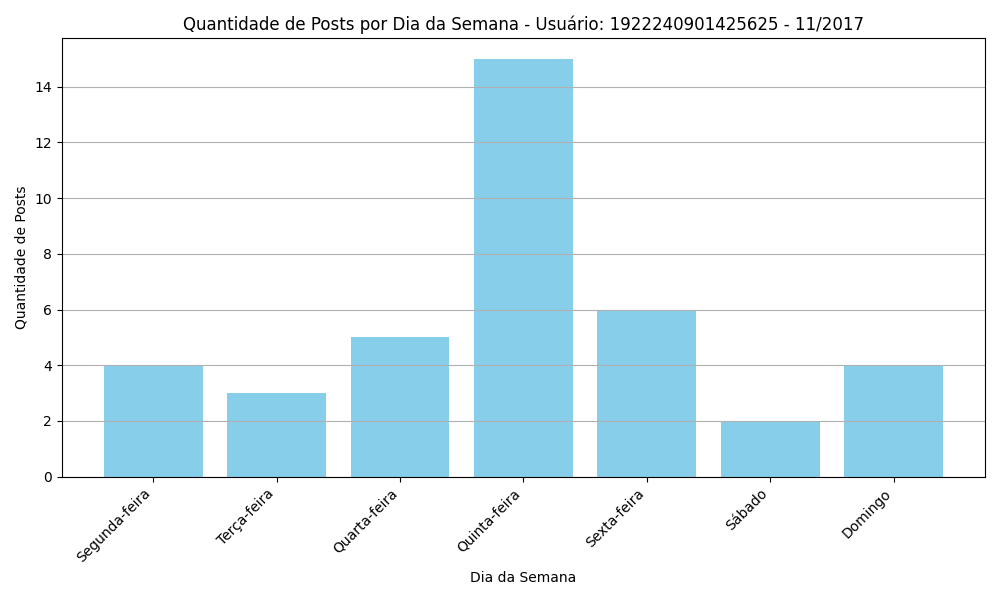 Quantidade de Posts por Dia da Semana - Usuário: 1922240901425625 - 11/2017
Quantidade de Posts
14
12
10
8
6
4
2
0
Segunda-feira
Terça-feira
Quarta-feira
Quinta-feira
Sexta-feira
Sábado
Domingo
Dia da Semana